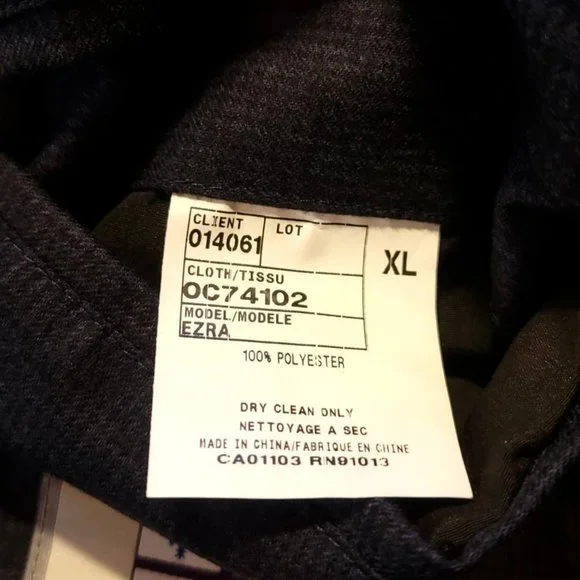 CLIENT LOT
014061
XL
CLOTH/TISSU
OC74102
MODEL/MODELE
EZRA
100% POLYESTER
DRY CLEAN ONLY
NETTOYAGE A SEC
MADE IN CHINA/FABRIQUE EN CHINE
CA01103 RN91013